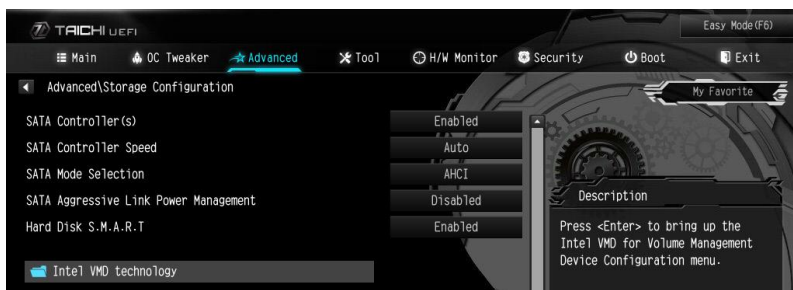 TAICHI UEFI
Easy Mode(F6)
Main OC Tweaker Advanced Tool H/W Monitor Security Boot Exit
Advanced\Storage Configuration
My Favorite
SATA Controller(s) Enabled
SATA Controller Speed Auto
SATA Mode Selection AHCI
SATA Aggressive Link Power Management Disabled
Hard Disk S.M.A.R.T Enabled
Intel VMD technology
Description
Press <Enter> to bring up the
Intel VMD for Volume Management
Device Configuration menu.